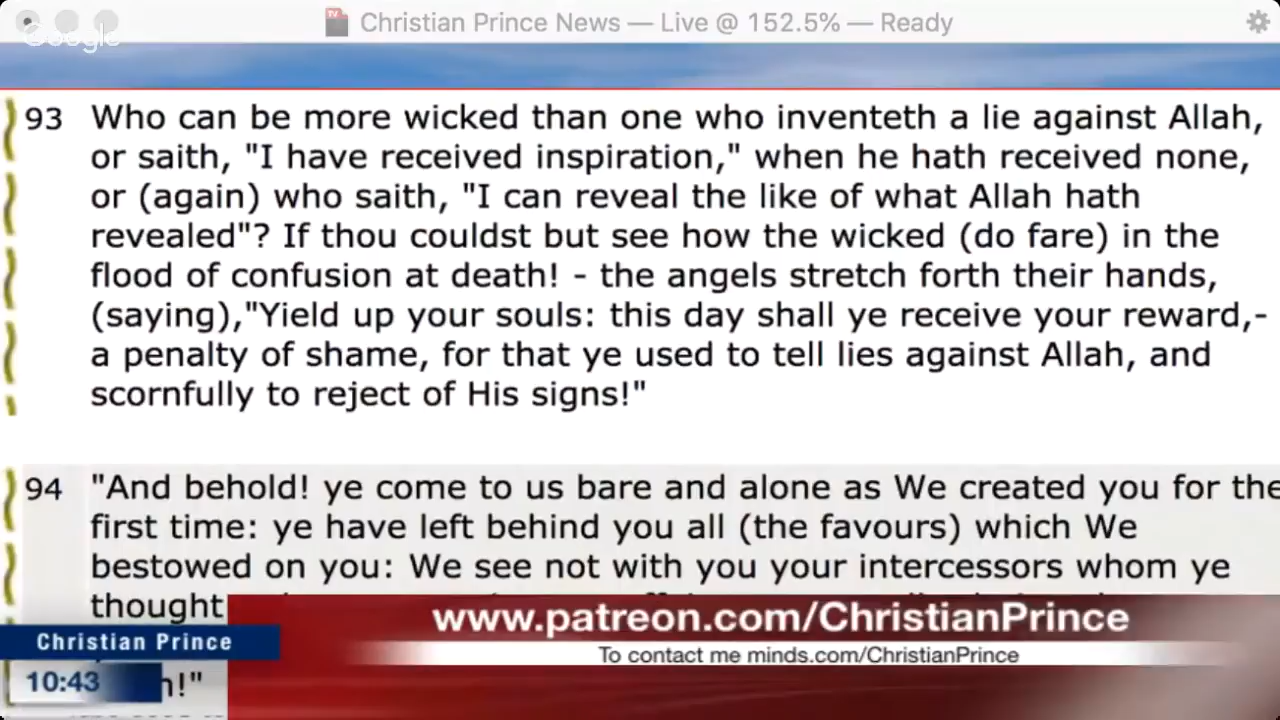 Christian Prince News — Live @ 152.5% — Ready
Google
93 Who can be more wicked than one who inventeth a lie against Allah,
or saith, "I have received inspiration," when he hath received none,
or (again) who saith, "I can reveal the like of what Allah hath
revealed"? If thou couldst but see how the wicked (do fare) in the
flood of confusion at death! - the angels stretch forth their hands,
(saying),"Yield up your souls: this day shall ye receive your reward,-
a penalty of shame, for that ye used to tell lies against Allah, and
scornfully to reject of His signs!"
94 "And behold! ye come to us bare and alone as We created you for the
first time: ye have left behind you all (the favours) which We
bestowed on you: We see not with you your intercessors whom ye
thought
www.patreon.com/ChristianPrince
Christian Prince
To contact me minds.com/ChristianPrince
10:43
!"